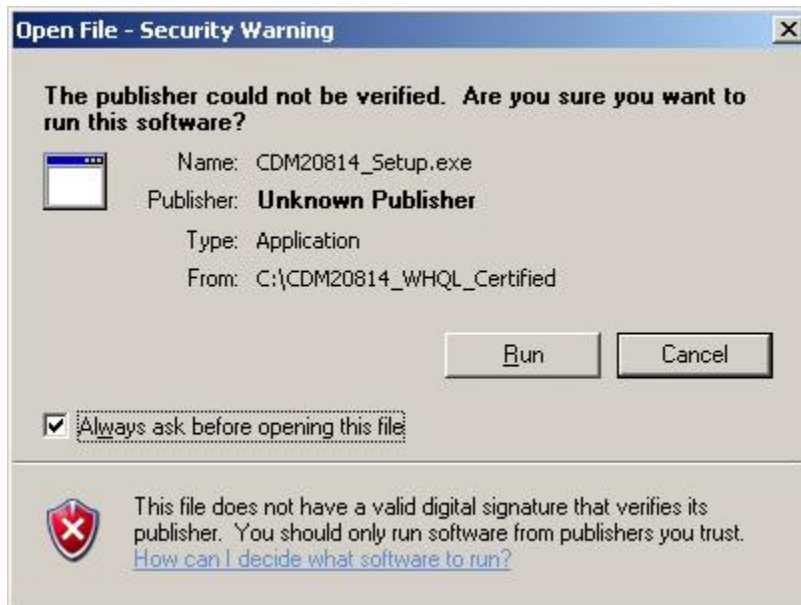 Open File - Security Warning
The publisher could not be verified. Are you sure you want to
run this software?
Name: CDM20814_Setup.exe
Publisher: Unknown Publisher
Type: Application
From: C:\CDM20814_WHQL_Certified
Run Cancel
Always ask before opening this file
This file does not have a valid digital signature that verifies its
publisher. You should only run software from publishers you trust.
How can I decide what software to run?